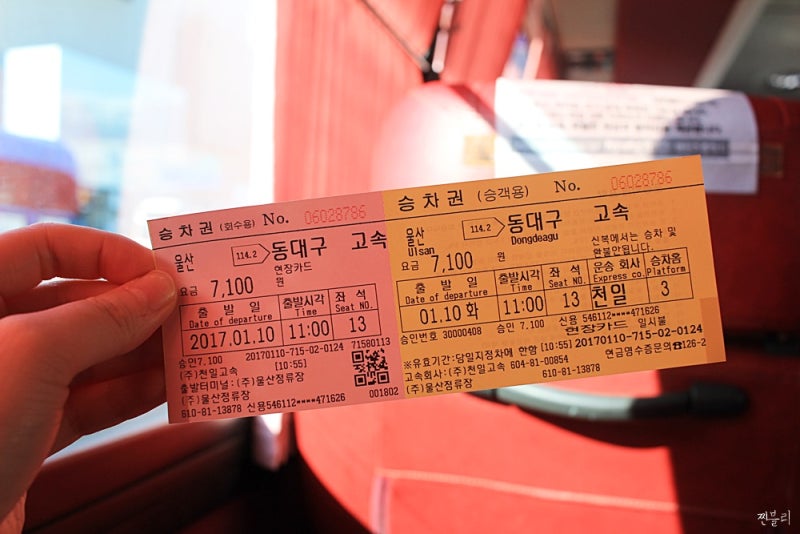 승 차 권 (회수용) No. 06028786
울산 114.2 동대구 고속
현장카드
요금 7,100 원
출 발 일 출발시각 좌 석
Date of departure Time Seat NO.
2017.01.10 11:00 13
승인7,100 20170110-715-02-0124 71580113
(주)천일고속 [10:55]
출발터미널:(주)울산정류장
(주)울산정류장
610-81-13878 신용546112****471626 001802
승 차 권 (승객용) No. 06028786
울산 114.2 동대구 고속
Ulsan Dongdeagu
신복에서는 승차 및
요금 7,100 원 환불안됩니다.
출 발 일 출발시각 좌 석 운송 회사 승차홈
Date of departure Time Seat NO. Express co. Platform
01.10 화 11:00 13 천일 3
승인번호 30000408 승인 7,100 신용 546112****471626
현장카드 일시불
※유효기간:당일지정차에 한함 [10:55] 20170110-715-02-0124
고속회사:(주)천일고속 604-81-00854 현금영수증문의☎126-2
(주)울산정류장 610-81-13878
찐블리